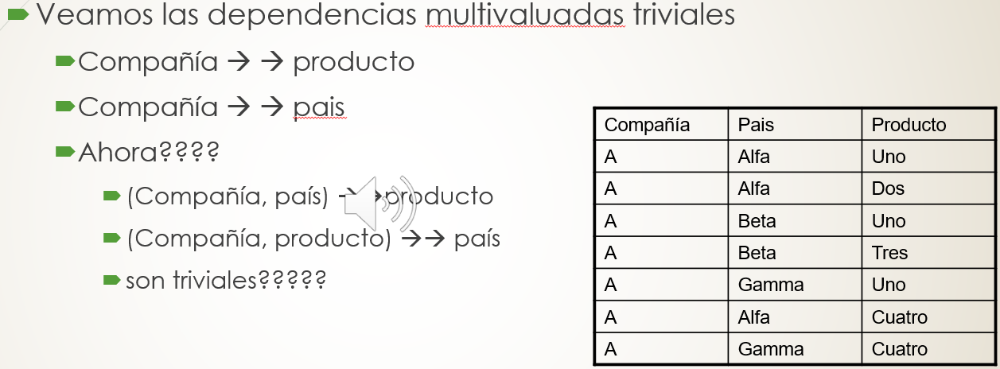 Veamos las dependencias multivaluadas triviales
Compañía → → producto
Compañía → → pais
Ahora????
(Compañía, país) →→producto
(Compañía, producto) →→ país
son triviales?????
Compañía Pais Producto
A Alfa Uno
A Alfa Dos
A Beta Uno
A Beta Tres
A Gamma Uno
A Alfa Cuatro
A Gamma Cuatro